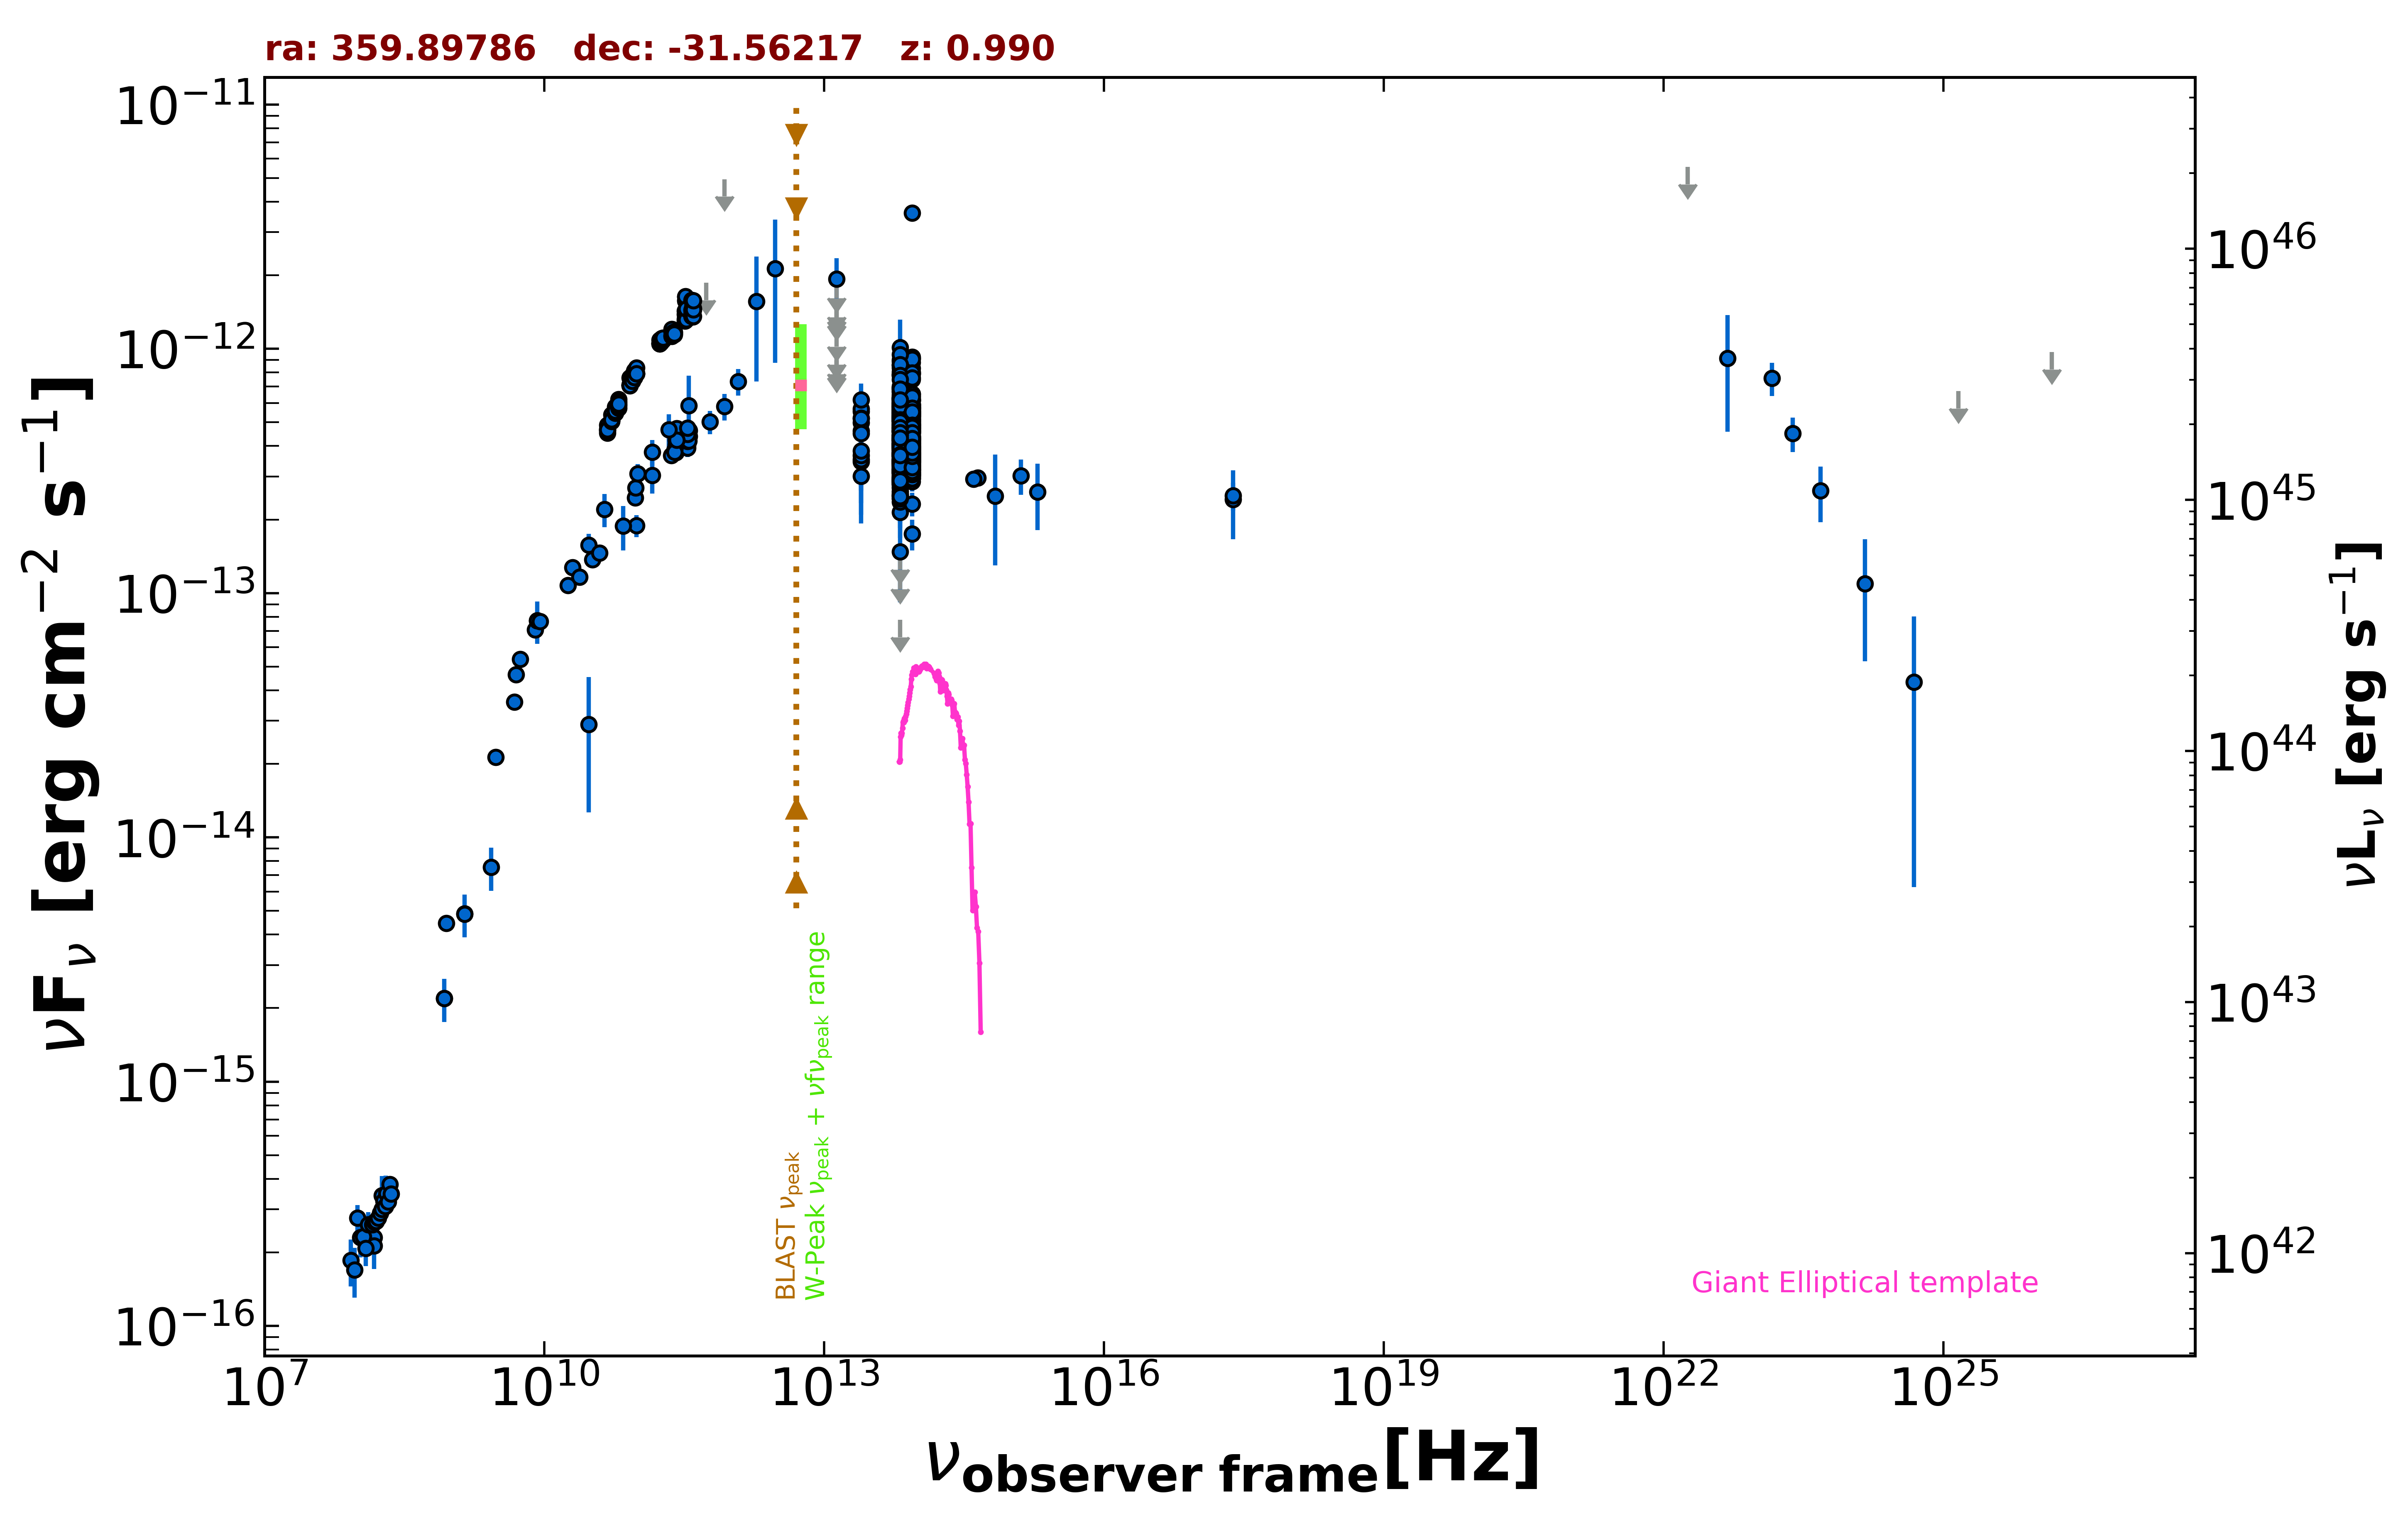 ra: 359.89786 dec: -31.56217 z: 0.990
10⁻¹¹
10⁻¹²
10⁻¹³
10⁻¹⁴
10⁻¹⁵
10⁻¹⁶
νFν [erg cm⁻² s⁻¹]
10⁴⁶
10⁴⁵
10⁴⁴
10⁴³
10⁴²
νLν [erg s⁻¹]
BLAST νpeak
W-Peak νpeak + νfνpeak range
Giant Elliptical template
10⁷ 10¹⁰ 10¹³ 10¹⁶ 10¹⁹ 10²² 10²⁵
νobserver frame[Hz]